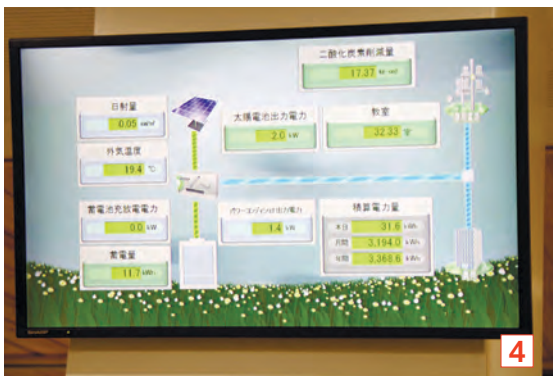 二酸化炭素削減量
17.37
日射量
0.05
太陽電池出力電力
2.0 kW
教室
32.33 室
外気温度
19.4 ℃
蓄電池充放電電力
0.0 kW
パワーコンディショナ出力電力
1.4 kW
積算電力量
本日 31.6 kWh
月間 3,194.0 kWh
年間 3,368.6 kWh
蓄電量
11.7 kWh
SHARP
4